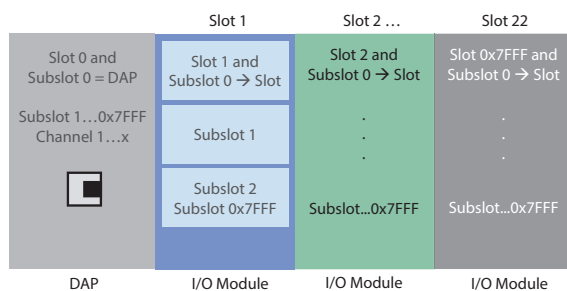 Slot 1
Slot 2 ...
Slot 22
Slot 0 and
Subslot 0 = DAP
Subslot 1...0x7FFF
Channel 1...x
Slot 1 and
Subslot 0 → Slot
Subslot 1
Subslot 2
Subslot 0x7FFF
Slot 2 and
Subslot 0 → Slot
.
.
.
Subslot...0x7FFF
Slot 0x7FFF and
Subslot 0 → Slot
.
.
.
Subslot...0x7FFF
DAP
I/O Module
I/O Module
I/O Module